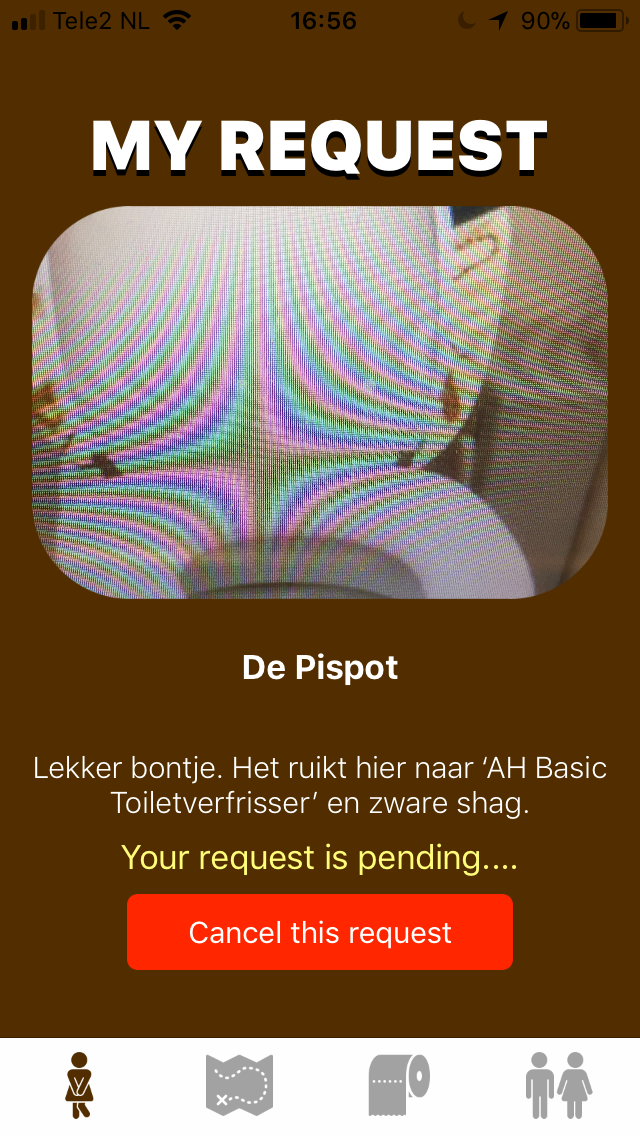 Tele2 NL 16:56 90%
MY REQUEST
De Pispot
Lekker bontje. Het ruikt hier naar ‘AH Basic
Toiletverfrisser’ en zware shag.
Your request is pending....
Cancel this request